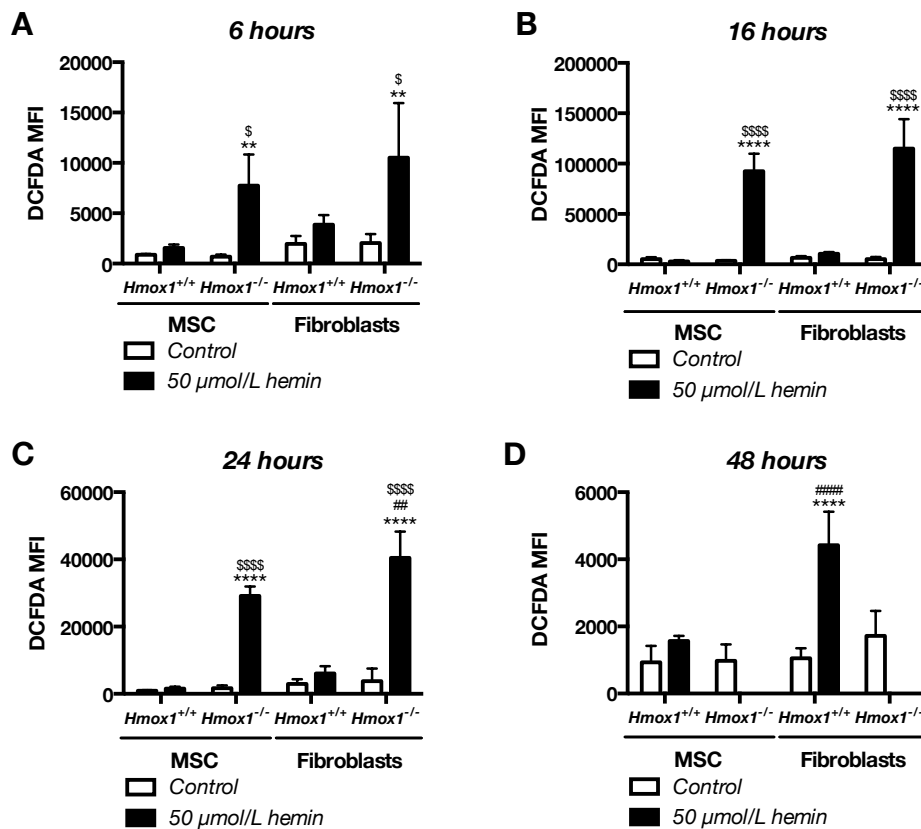 A
6 hours
DCFDA MFI
20000
15000
10000
5000
0
$
**
$
**
Hmox1+/+ Hmox1-/- Hmox1+/+ Hmox1-/-
MSC Fibroblasts
Control
50 µmol/L hemin
B
16 hours
DCFDA MFI
200000
150000
100000
50000
0
$$$$
****
$$$$
****
Hmox1+/+ Hmox1-/- Hmox1+/+ Hmox1-/-
MSC Fibroblasts
Control
50 µmol/L hemin
C
24 hours
DCFDA MFI
60000
40000
20000
0
$$$$
****
$$$$
##
****
Hmox1+/+ Hmox1-/- Hmox1+/+ Hmox1-/-
MSC Fibroblasts
Control
50 µmol/L hemin
D
48 hours
DCFDA MFI
6000
4000
2000
0
####
****
Hmox1+/+ Hmox1-/- Hmox1+/+ Hmox1-/-
MSC Fibroblasts
Control
50 µmol/L hemin